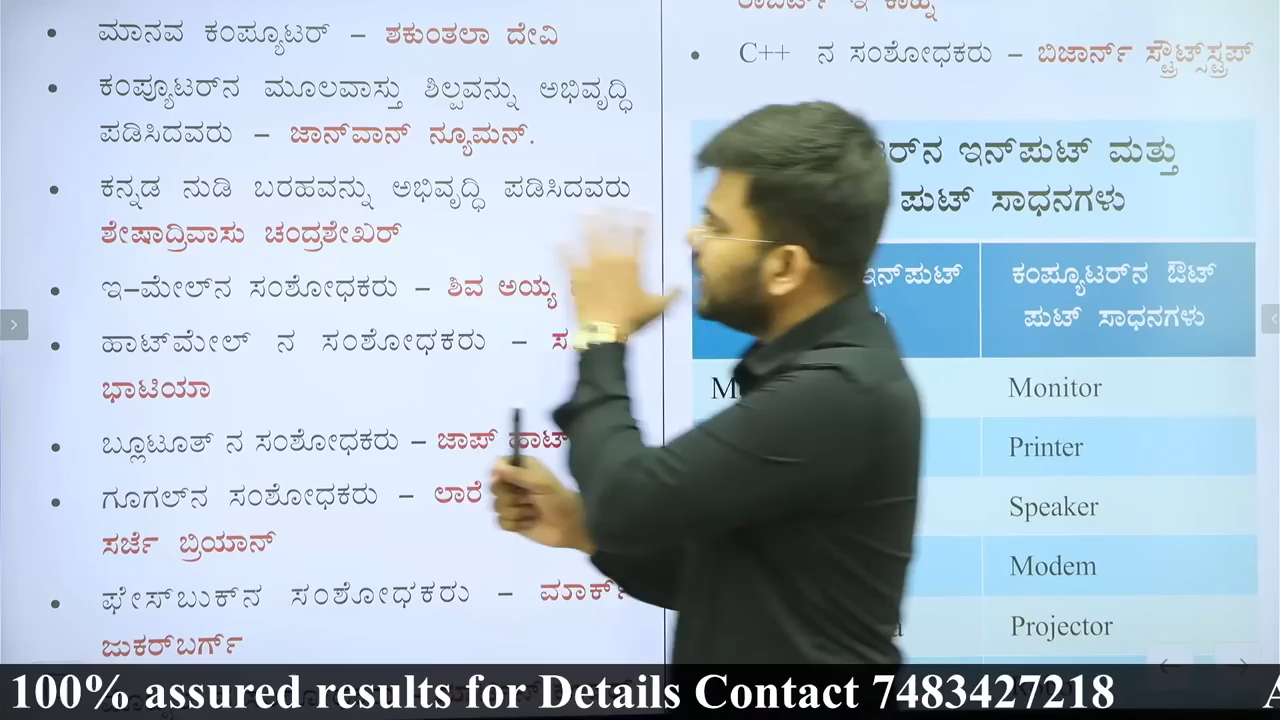 • ಮಾನವ ಕಂಪ್ಯೂಟರ್ – ಶಕುಂತಲಾ ದೇವಿ
• ಕಂಪ್ಯೂಟರ್‌ನ ಮೂಲವಾಸ್ತು ಶಿಲ್ಪವನ್ನು ಅಭಿವೃದ್ಧಿ
ಪಡಿಸಿದವರು – ಜಾನ್‌ವಾನ್ ನ್ಯೂಮನ್.
• ಕನ್ನಡ ನುಡಿ ಬರಹವನ್ನು ಅಭಿವೃದ್ಧಿ ಪಡಿಸಿದವರು
ಶೇಷಾದ್ರಿವಾಸು ಚಂದ್ರಶೇಖರ್
• ಇ–ಮೇಲ್‌ನ ಸಂಶೋಧಕರು – ಶಿವ ಅಯ್ಯ
• ಹಾಟ್‌ಮೇಲ್ ನ ಸಂಶೋಧಕರು – ಸ
ಭಾಟಿಯಾ
• ಬ್ಲೂಟೂತ್ ನ ಸಂಶೋಧಕರು – ಜಾಪ್ ಹಾಟ್
• ಗೂಗಲ್‌ನ ಸಂಶೋಧಕರು – ಲಾರೆ
ಸರ್ಜೆ ಬ್ರಿಯಾನ್
• ಫೇಸ್‌ಬುಕ್‌ನ ಸಂಶೋಧಕರು – ಮಾರ್ಕ್
ಜುಕರ್‌ಬರ್ಗ್
• C++ ನ ಸಂಶೋಧಕರು – ಬಿಜಾರ್ನ್ ಸ್ಟ್ರೌಟ್ಸ್‌ಸ್ಟ್ರಪ್
ರ್‌ನ ಇನ್‌ಪುಟ್ ಮತ್ತು
ಪುಟ್ ಸಾಧನಗಳು
ಇನ್‌ಪುಟ್
ಕಂಪ್ಯೂಟರ್‌ನ ಔಟ್
ಪುಟ್ ಸಾಧನಗಳು
Monitor
Printer
Speaker
Modem
Projector
100% assured results for Details Contact 7483427218